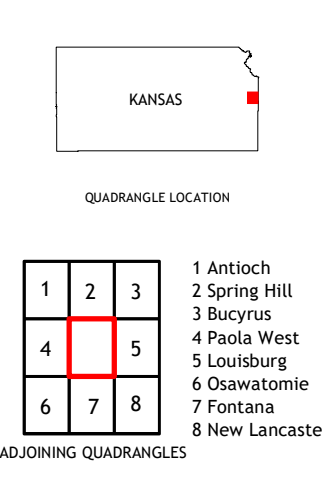 KANSAS
QUADRANGLE LOCATION
1 2 3
4 5
6 7 8
1 Antioch
2 Spring Hill
3 Bucyrus
4 Paola West
5 Louisburg
6 Osawatomie
7 Fontana
8 New Lancaste
ADJOINING QUADRANGLES